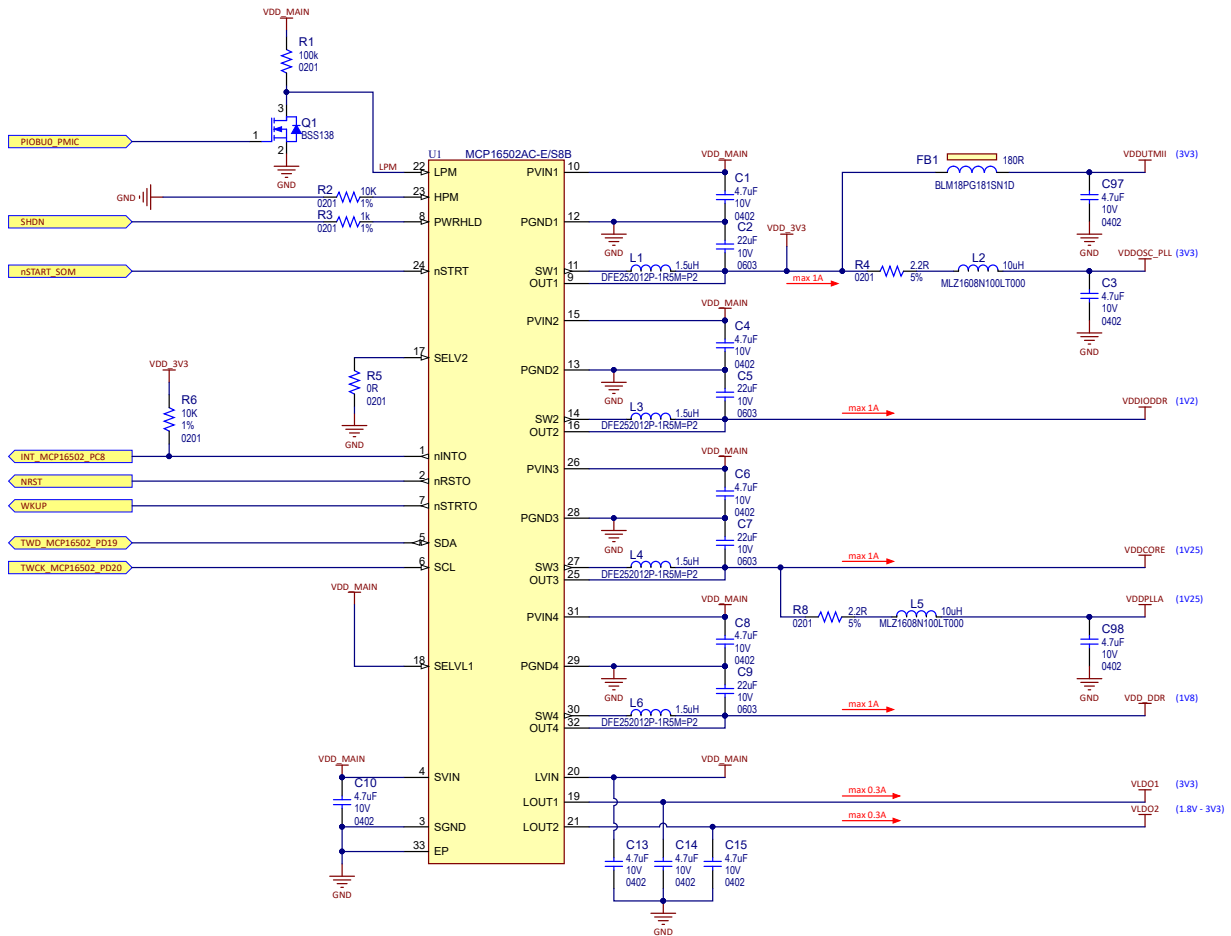 VDD_MAIN
R1
100k
0201
3
Q1
BSS138
1
2
GND
PIOBU0_PMIC
LPM
GND
R2
10K
0201
1%
SHDN
R3
1k
0201
1%
nSTART_SOM
R5
0R
0201
GND
VDD_3V3
R6
10K
1%
0201
INT_MCP16502_PC8
NRST
WKUP
TWD_MCP16502_PD19
TWCK_MCP16502_PD20
VDD_MAIN
VDD_MAIN
C10
4.7uF
10V
0402
GND
U1
MCP16502AC-E/S8B
22 LPM
23 HPM
8 PWRHLD
24 nSTRT
17 SELV2
1 nINTO
2 nRSTO
7 nSTRTO
5 SDA
6 SCL
18 SELVL1
4 SVIN
3 SGND
33 EP
PVIN1 10
PGND1 12
SW1 11
OUT1 9
PVIN2 15
PGND2 13
SW2 14
OUT2 16
PVIN3 26
PGND3 28
SW3 27
OUT3 25
PVIN4 31
PGND4 29
SW4 30
OUT4 32
LVIN 20
LOUT1 19
LOUT2 21
VDD_MAIN
C1
4.7uF
10V
0402
GND
C2
22uF
10V
0603
L1
1.5uH
DFE252012P-1R5M=P2
VDD_3V3
max 1A
FB1
180R
BLM18PG181SN1D
VDDUTMII
(3V3)
C97
4.7uF
10V
0402
GND
R4
2.2R
0201
5%
L2
10uH
MLZ1608N100LT000
VDDOSC_PLL
(3V3)
C3
4.7uF
10V
0402
GND
VDD_MAIN
C4
4.7uF
10V
0402
GND
C5
22uF
10V
0603
L3
1.5uH
DFE252012P-1R5M=P2
max 1A
VDDIODDR
(1V2)
VDD_MAIN
C6
4.7uF
10V
0402
GND
C7
22uF
10V
0603
L4
1.5uH
DFE252012P-1R5M=P2
max 1A
VDDCORE
(1V25)
R8
2.2R
0201
5%
L5
10uH
MLZ1608N100LT000
VDDPLLA
(1V25)
C98
4.7uF
10V
0402
GND
VDD_MAIN
C8
4.7uF
10V
0402
GND
C9
22uF
10V
0603
L6
1.5uH
DFE252012P-1R5M=P2
max 1A
VDD_DDR
(1V8)
VDD_MAIN
max 0.3A
VLDO1
(3V3)
max 0.3A
VLDO2
(1.8V - 3V3)
C13
4.7uF
10V
0402
C14
4.7uF
10V
0402
C15
4.7uF
10V
0402
GND